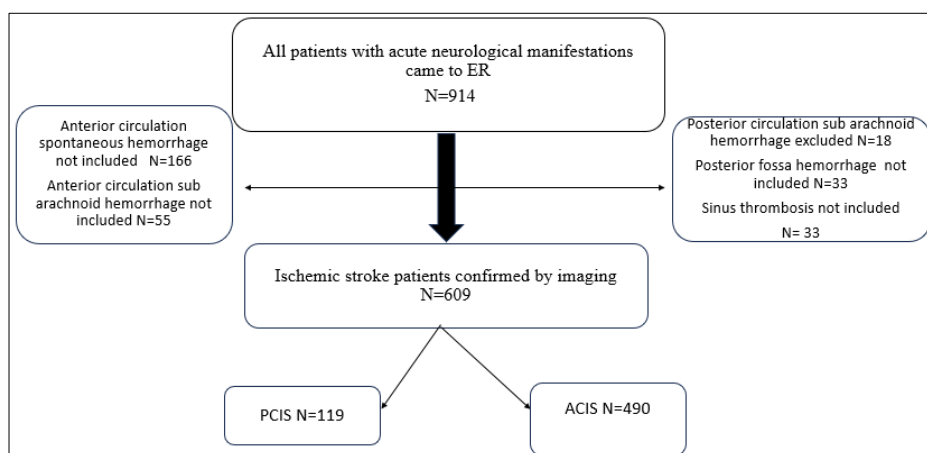 All patients with acute neurological manifestations
came to ER
N=914
Anterior circulation
spontaneous hemorrhage
not included N=166
Anterior circulation sub
arachnoid hemorrhage not
included N=55
Posterior circulation sub arachnoid
hemorrhage excluded N=18
Posterior fossa hemorrhage not
included N=33
Sinus thrombosis not included
N= 33
Ischemic stroke patients confirmed by imaging
N=609
PCIS N=119
ACIS N=490